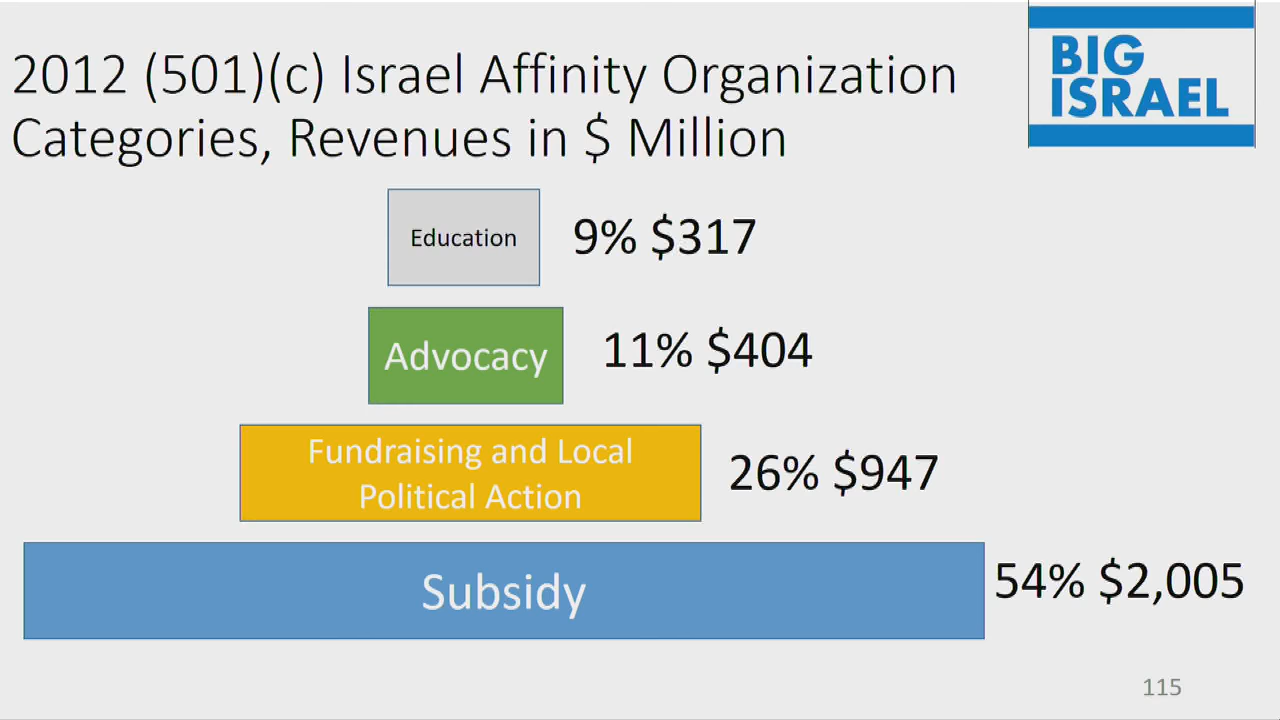 2012 (501)(c) Israel Affinity Organization
Categories, Revenues in $ Million
BIG
ISRAEL
Education
9% $317
Advocacy
11% $404
Fundraising and Local
Political Action
26% $947
Subsidy
54% $2,005
115